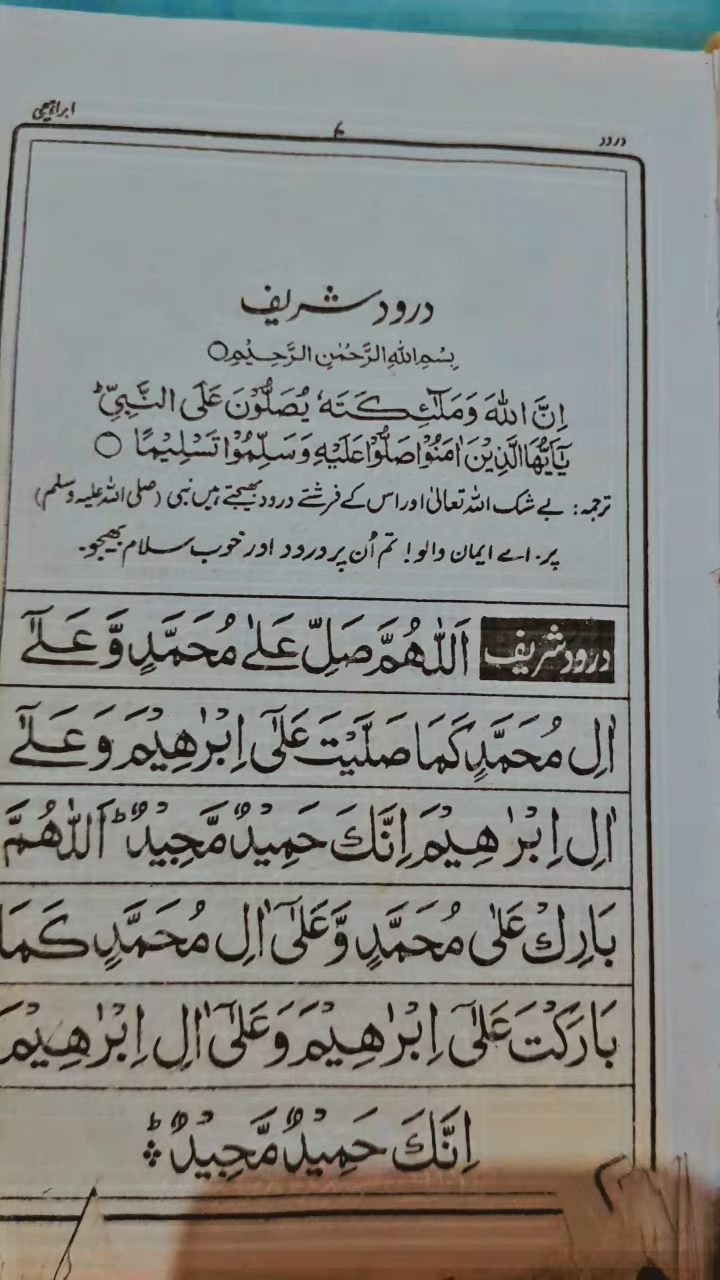 درود ۴ ابراہیمی
درود شریف
بِسْمِ اللهِ الرَّحْمٰنِ الرَّحِیْمِ○
اِنَّ اللهَ وَمَلٰٓئِكَتَهٗ یُصَلُّوْنَ عَلَی النَّبِیِّ ؕ
یٰۤاَیُّهَا الَّذِیْنَ اٰمَنُوْا صَلُّوْا عَلَیْهِ وَسَلِّمُوْا تَسْلِیْمًا ○
ترجمہ: بے شک اللہ تعالیٰ اور اس کے فرشتے درود بھیجتے ہیں نبی (صلی اللہ علیہ وسلم)
پر۔ اے ایمان والو! تم اُن پر درود اور خوب سلام بھیجو۔
درود شریف اَللّٰهُمَّ صَلِّ عَلٰی مُحَمَّدٍ وَّ عَلٰۤی
اٰلِ مُحَمَّدٍ كَمَا صَلَّیْتَ عَلٰۤی اِبْرٰهِیْمَ وَ عَلٰۤی
اٰلِ اِبْرٰهِیْمَ اِنَّكَ حَمِیْدٌ مَّجِیْدٌ ؕ اَللّٰهُمَّ
بَارِكْ عَلٰی مُحَمَّدٍ وَّ عَلٰۤی اٰلِ مُحَمَّدٍ كَمَا
بَارَكْتَ عَلٰۤی اِبْرٰهِیْمَ وَ عَلٰۤی اٰلِ اِبْرٰهِیْمَ
اِنَّكَ حَمِیْدٌ مَّجِیْدٌ ؕ